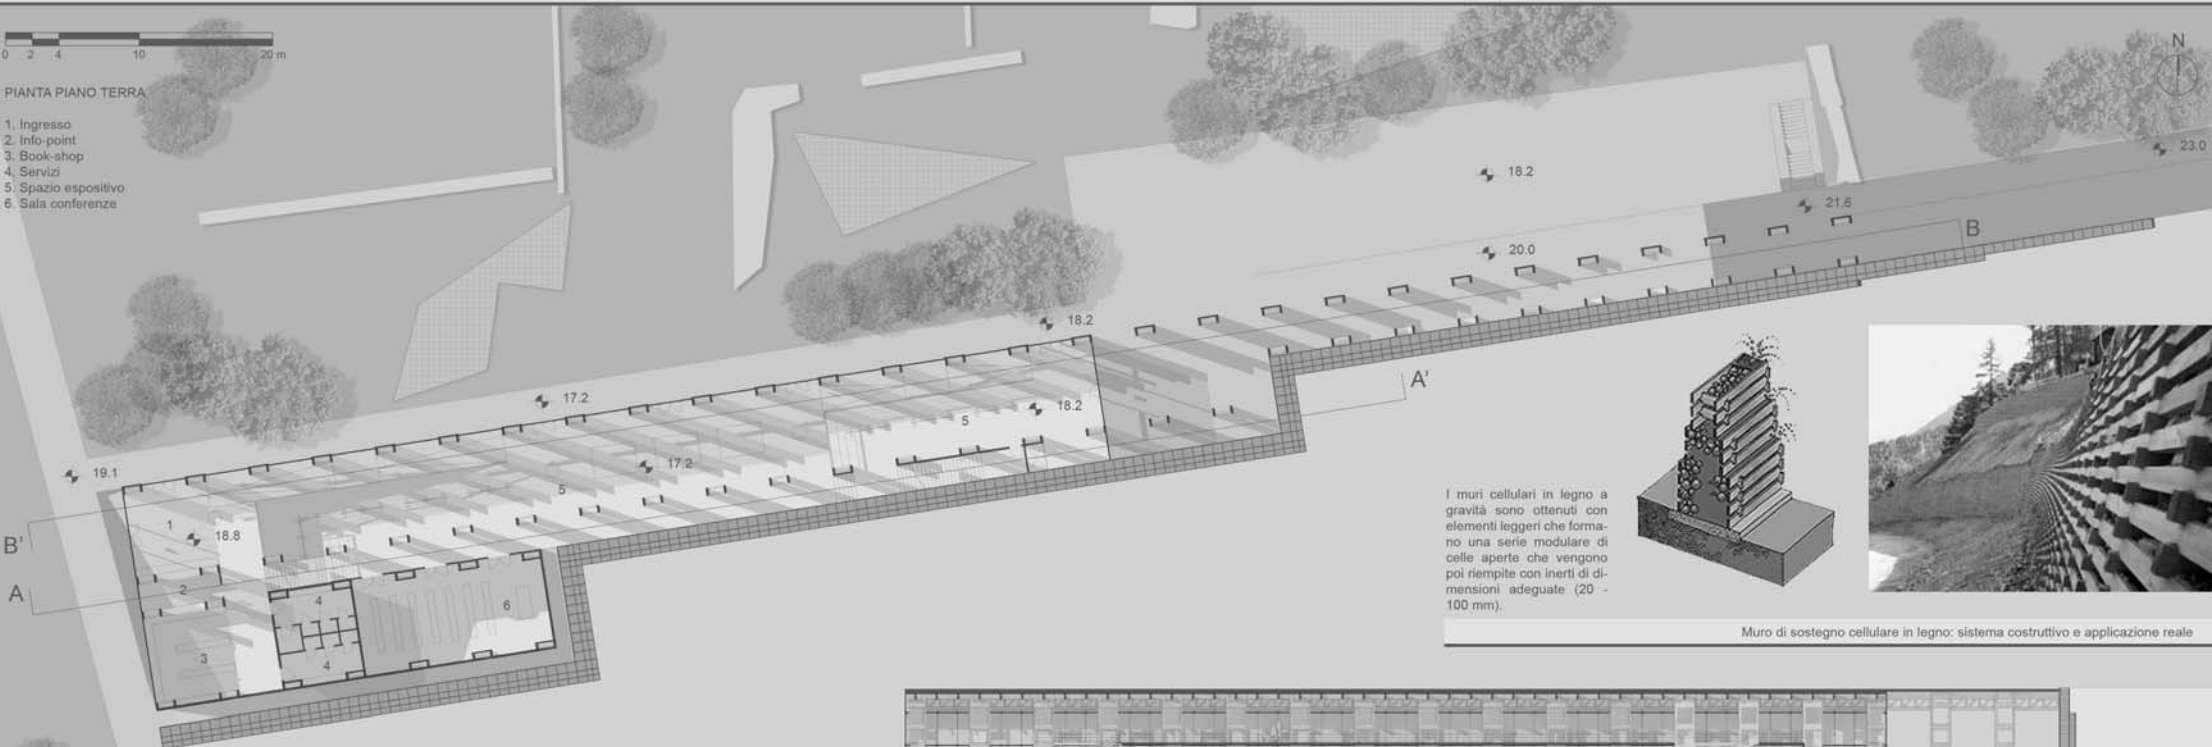 0 2 4 10 20 m
PIANTA PIANO TERRA
1. Ingresso
2. Info-point
3. Book-shop
4. Servizi
5. Spazio espositivo
6. Sala conferenze
N
23.0
18.2
21,6
20.0
B
18.2
A'
17.2
18.2
5
19.1
17.2
5
1
18.8
B'
2
A
4
6
3
4
I muri cellulari in legno a
gravità sono ottenuti con
elementi leggeri che forma-
no una serie modulare di
celle aperte che vengono
poi riempite con inerti di di-
mensioni adeguate (20 -
100 mm).
Muro di sostegno cellulare in legno: sistema costruttivo e applicazione reale